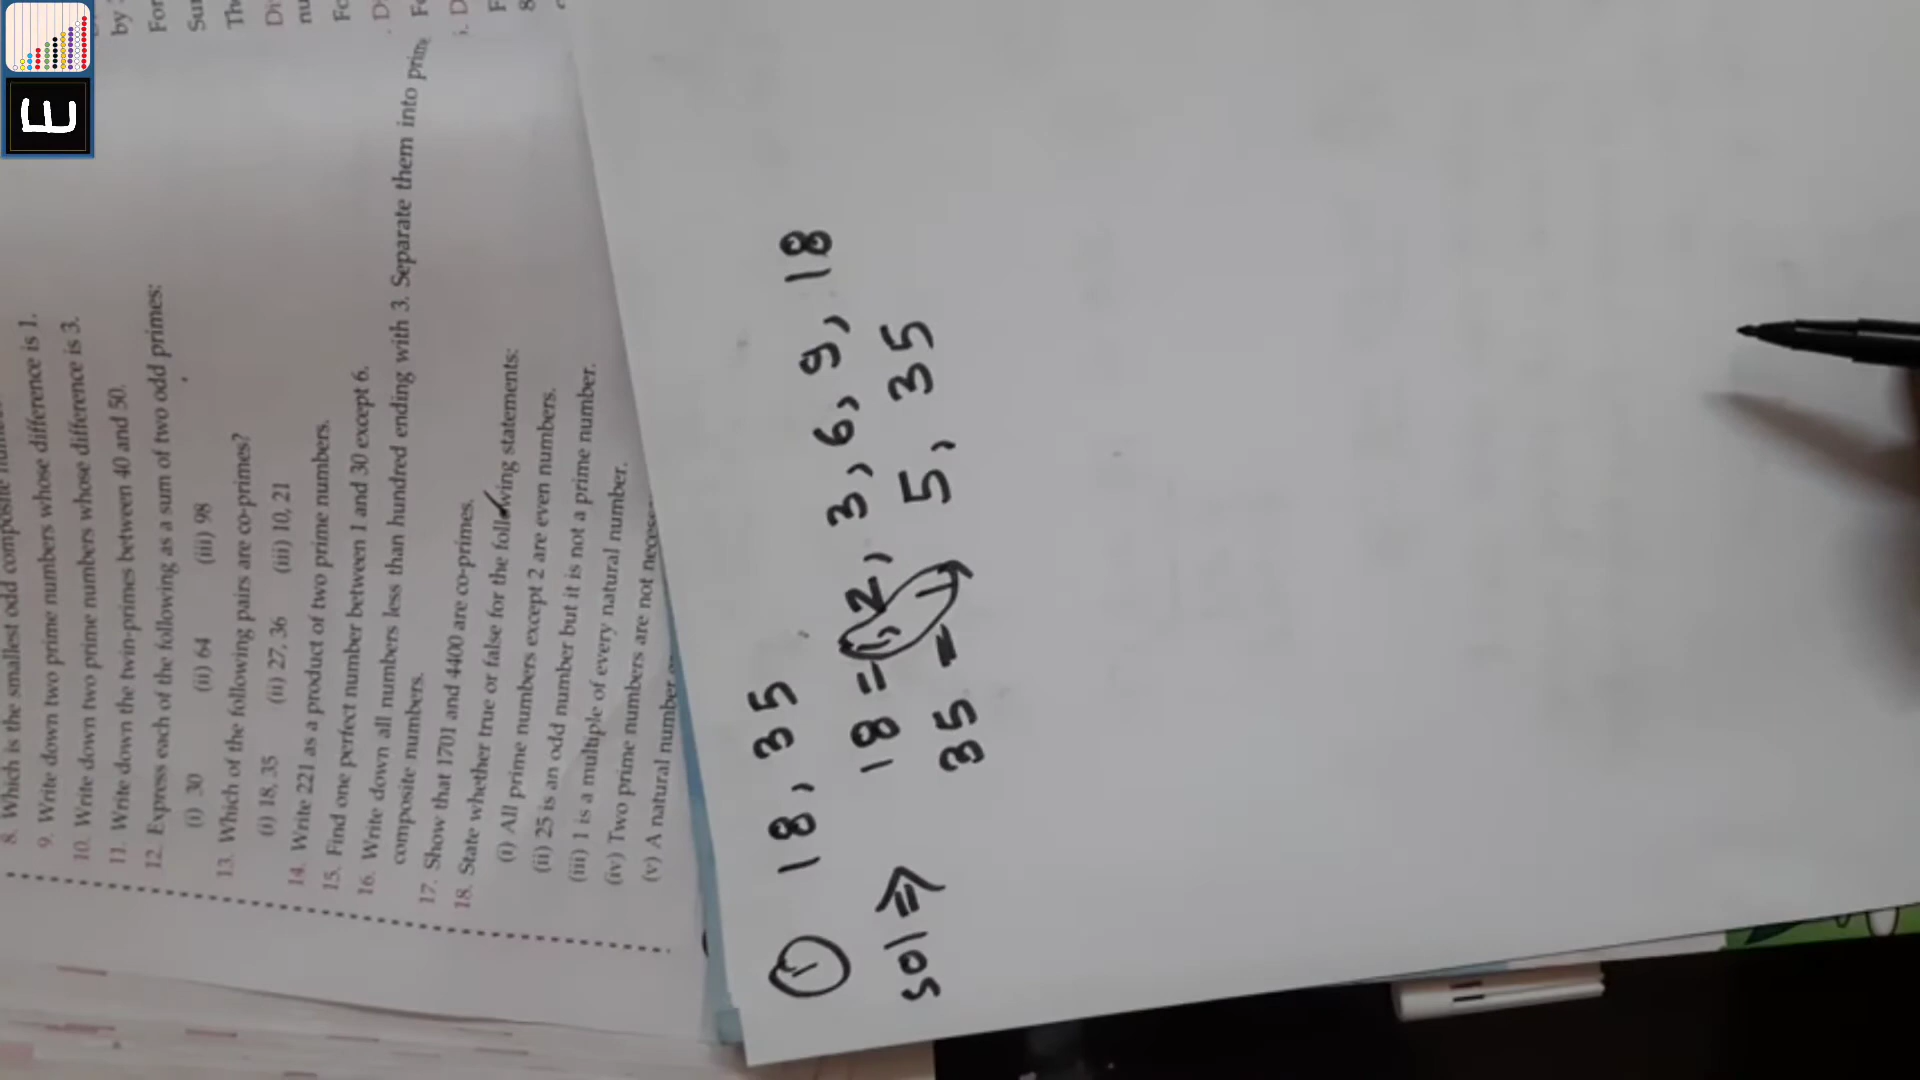 8. Which is the smallest odd composite
9. Write down two prime numbers whose difference is 1.
10. Write down two prime numbers whose difference is 3.
11. Write down the twin-primes between 40 and 50.
12. Express each of the following as a sum of two odd primes:
(i) 30 (ii) 64 (iii) 98
13. Which of the following pairs are co-primes?
(i) 18, 35 (ii) 27, 36 (iii) 10, 21
14. Write 221 as a product of two prime numbers.
15. Find one perfect number between 1 and 30 except 6.
16. Write down all numbers less than hundred ending with 3. Separate them into prim
composite numbers.
17. Show that 1701 and 4400 are co-primes.
18. State whether true or false for the following statements:
(i) All prime numbers except 2 are even numbers.
(ii) 25 is an odd number but it is not a prime number.
(iii) 1 is a multiple of every natural number.
(iv) Two prime numbers are not
(v) A natural number
by
For
Su
Th
nu
Fo
E
(1) 18, 35
sol ⇒ 18 = 1, 2, 3, 6, 9, 18
35 = 1, 5, 35